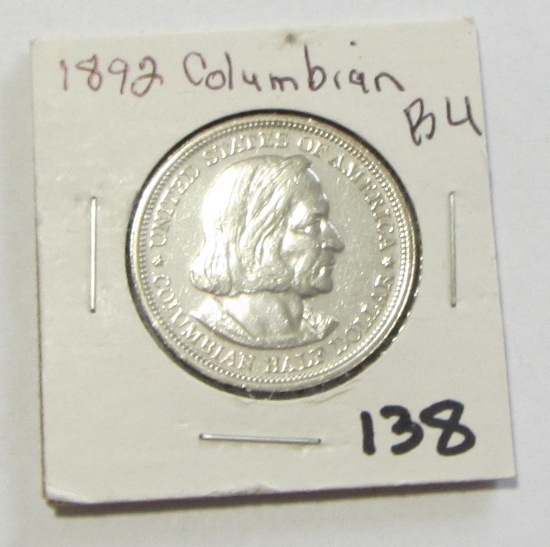 1892 Columbian
BU
UNITED STATES OF AMERICA
COLUMBIAN HALF DOLLAR
138